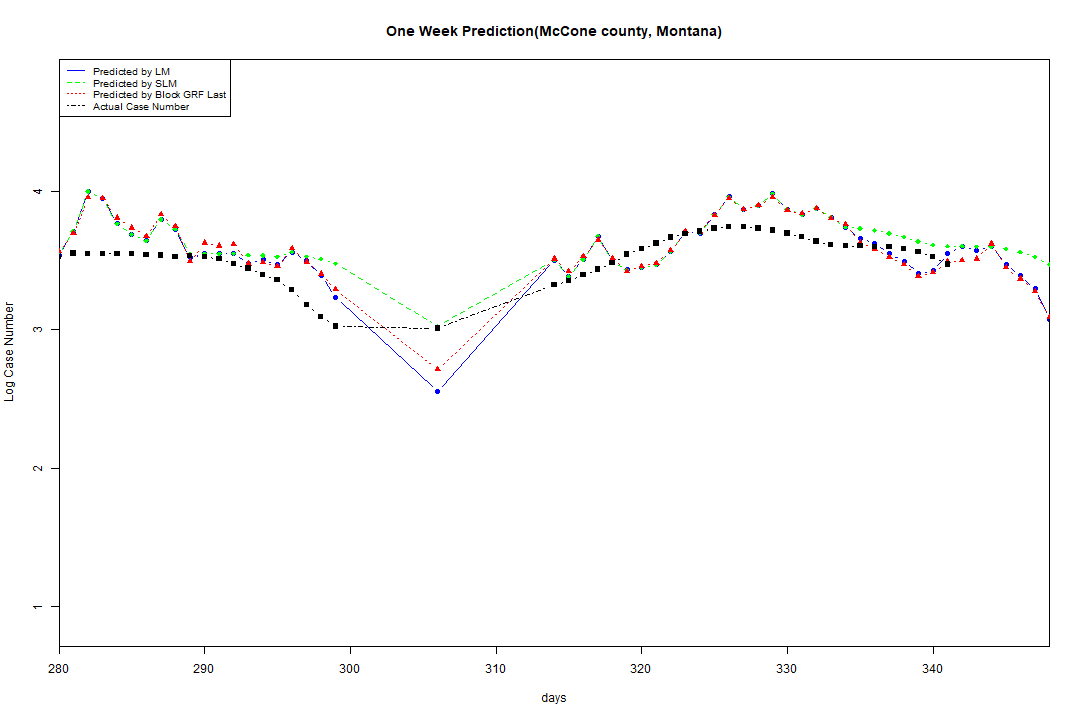 One Week Prediction(McCone county, Montana)
Predicted by LM
Predicted by SLM
Predicted by Block GRF Last
Actual Case Number
4
3
2
1
Log Case Number
280 290 300 310 320 330 340
days